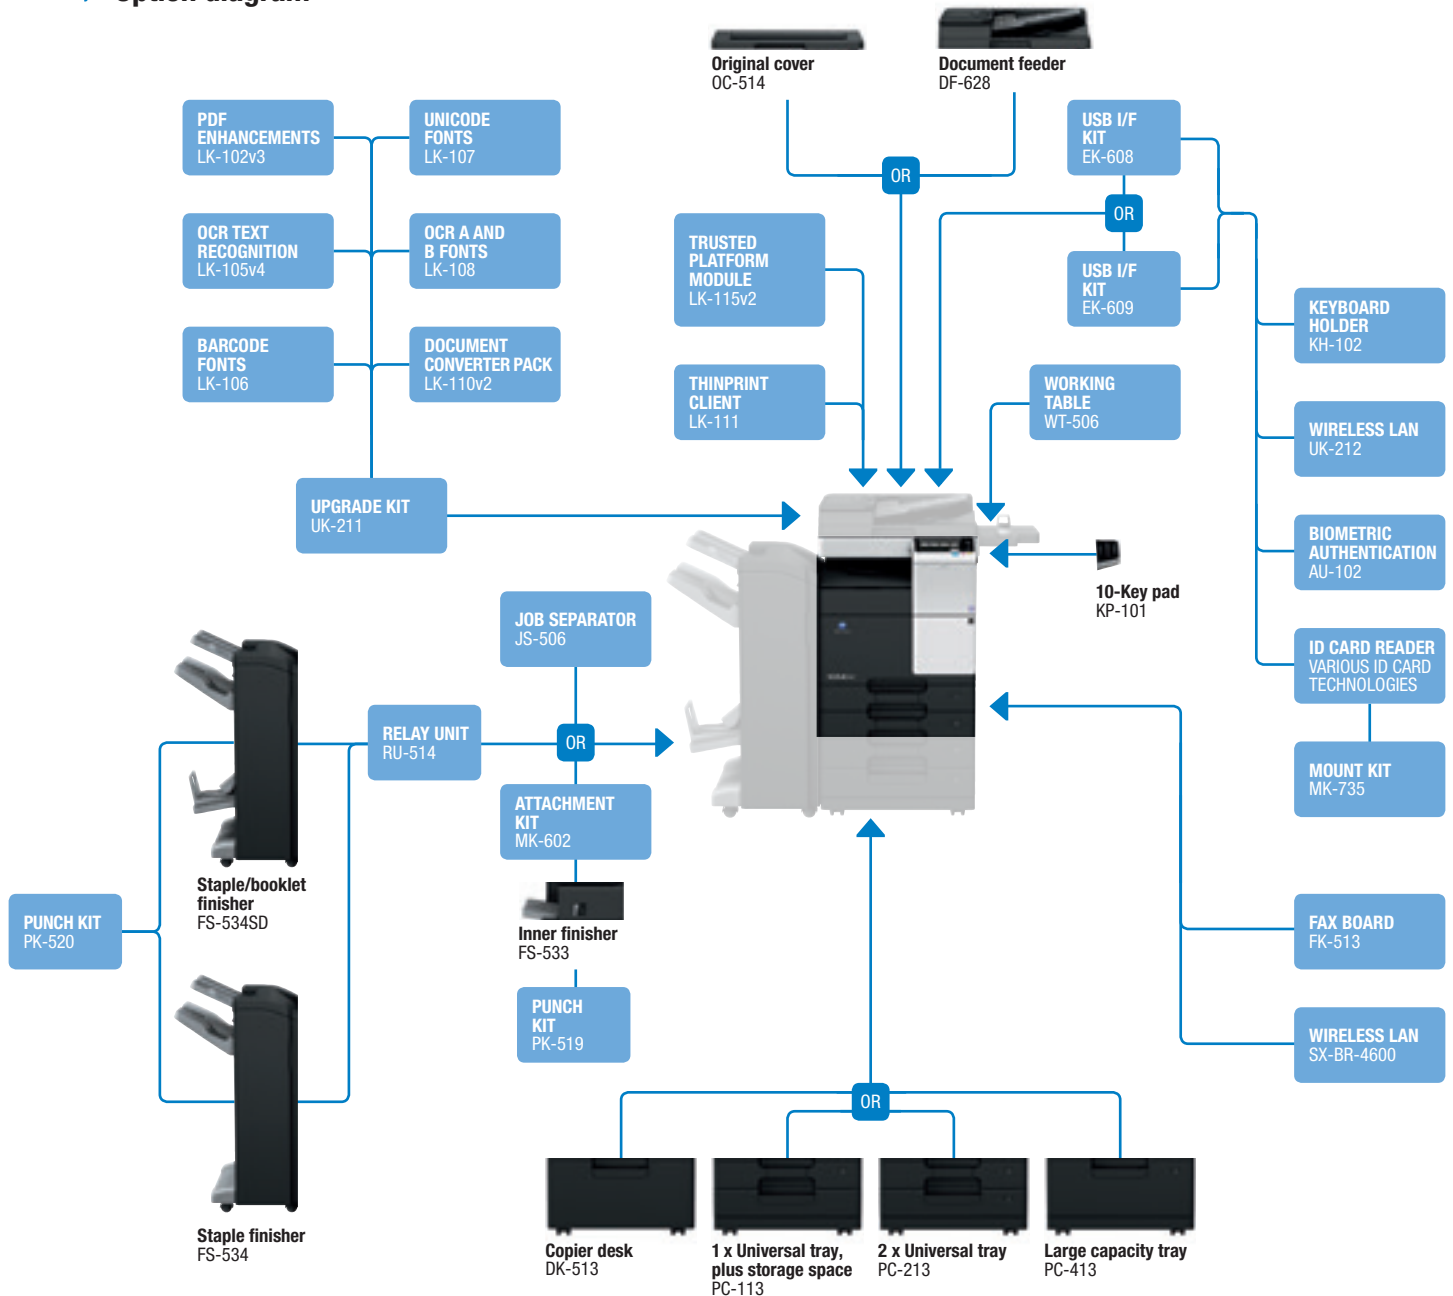 Option diagram
Original cover
OC-514
Document feeder
DF-628
PDF
ENHANCEMENTS
LK-102v3
UNICODE
FONTS
LK-107
USB I/F
KIT
EK-608
OR
OR
OCR TEXT
RECOGNITION
LK-105v4
OCR A AND
B FONTS
LK-108
TRUSTED
PLATFORM
MODULE
LK-115v2
USB I/F
KIT
EK-609
KEYBOARD
HOLDER
KH-102
BARCODE
FONTS
LK-106
DOCUMENT
CONVERTER PACK
LK-110v2
THINPRINT
CLIENT
LK-111
WORKING
TABLE
WT-506
WIRELESS LAN
UK-212
UPGRADE KIT
UK-211
BIOMETRIC
AUTHENTICATION
AU-102
10-Key pad
KP-101
JOB SEPARATOR
JS-506
ID CARD READER
VARIOUS ID CARD
TECHNOLOGIES
RELAY UNIT
RU-514
OR
MOUNT KIT
MK-735
ATTACHMENT
KIT
MK-602
Staple/booklet
finisher
FS-534SD
PUNCH KIT
PK-520
Inner finisher
FS-533
FAX BOARD
FK-513
PUNCH
KIT
PK-519
WIRELESS LAN
SX-BR-4600
OR
Staple finisher
FS-534
Copier desk
DK-513
1 x Universal tray,
plus storage space
PC-113
2 x Universal tray
PC-213
Large capacity tray
PC-413